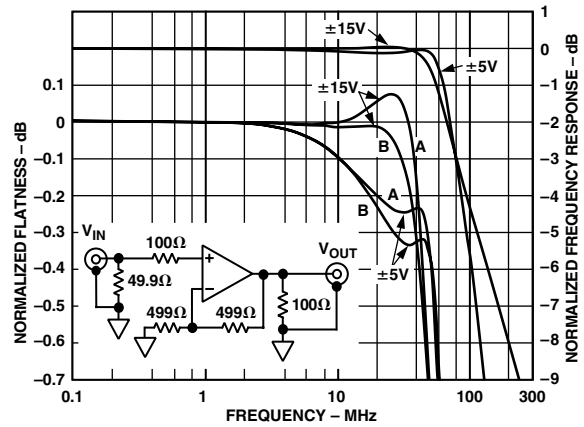 NORMALIZED FLATNESS – dB
0.1
0
–0.1
–0.2
–0.3
–0.4
–0.5
–0.6
–0.7
1
0
–1
–2
–3
–4
–5
–6
–7
–8
–9
NORMALIZED FREQUENCY RESPONSE – dB
±15V
±5V
±15V
B
A
A
B
±5V
VIN
100Ω
49.9Ω
+
–
499Ω
499Ω
VOUT
100Ω
0.1
1
10
100
300
FREQUENCY – MHz